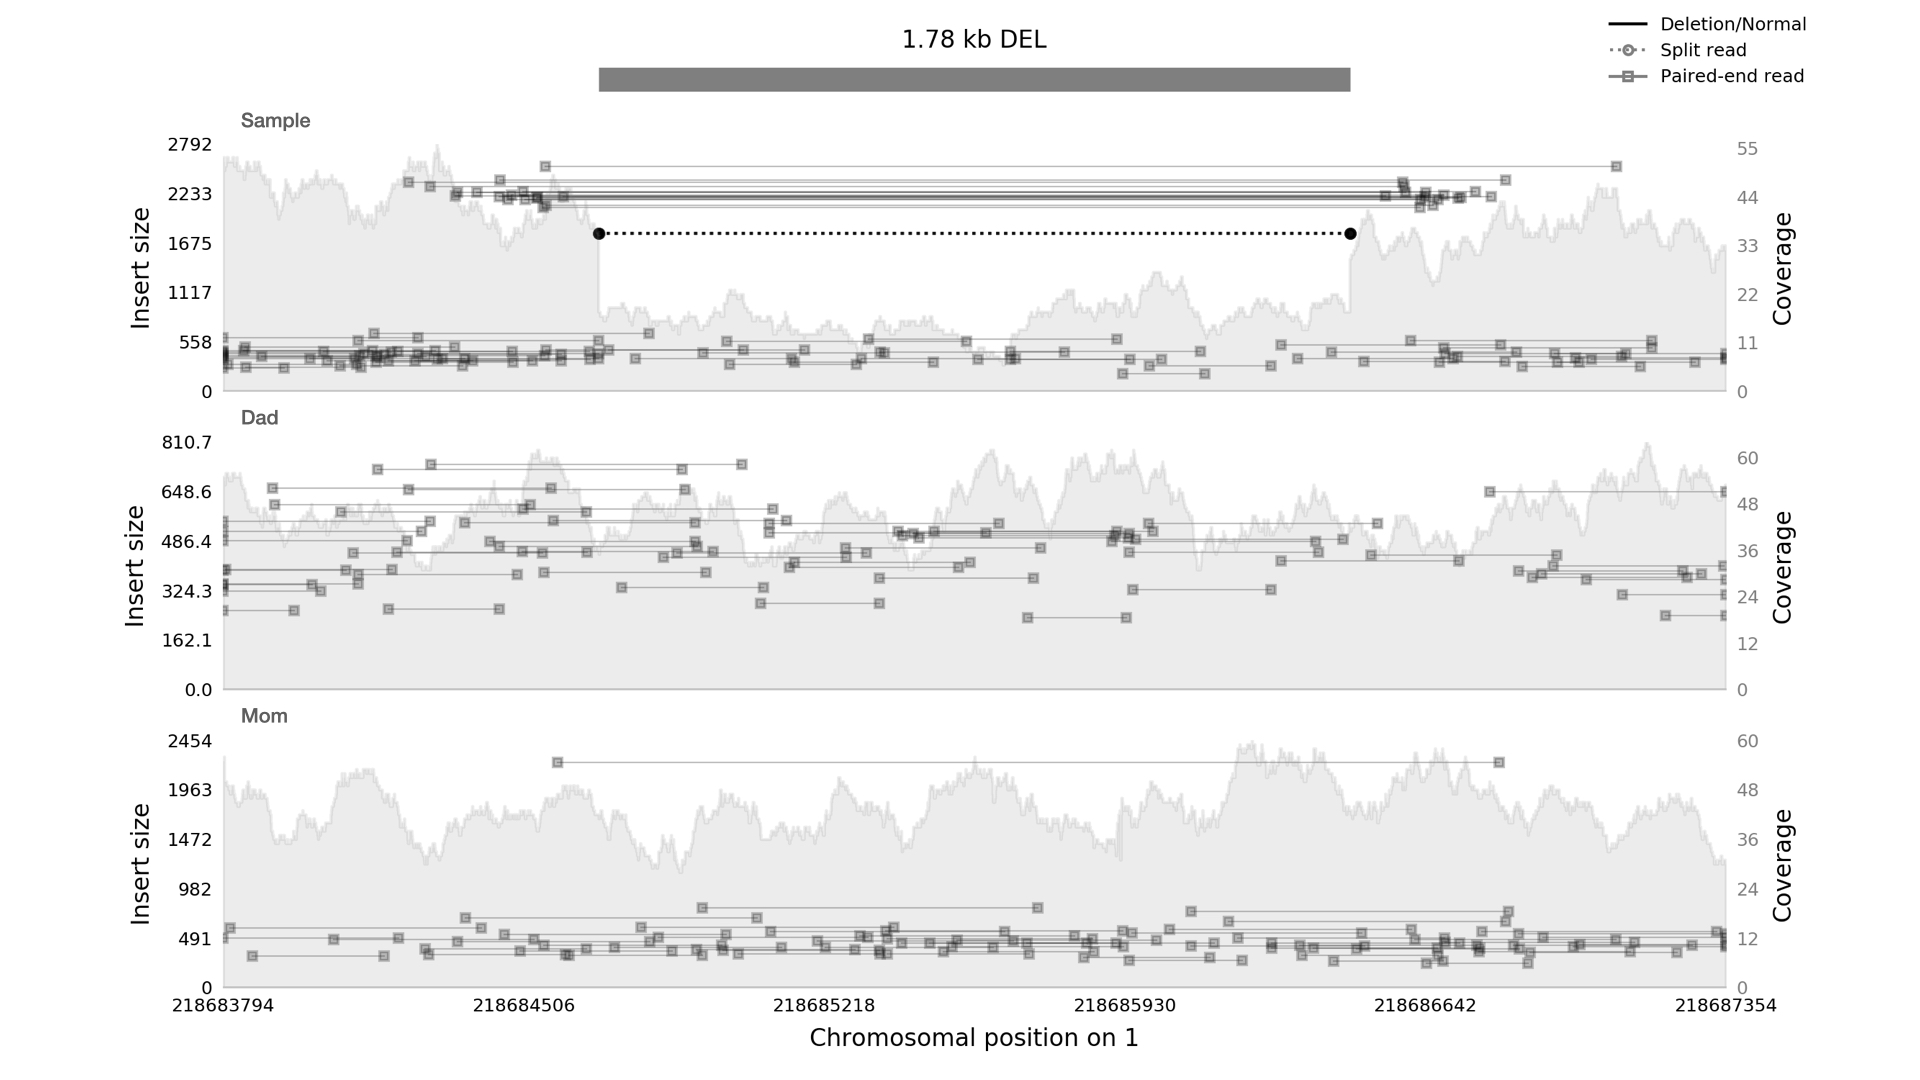 1.78 kb DEL
Deletion/Normal
Split read
Paired-end read
Sample
2792
2233
1675
1117
558
0
Insert size
55
44
33
22
11
0
Coverage
Dad
810.7
648.6
486.4
324.3
162.1
0.0
Insert size
60
48
36
24
12
0
Coverage
Mom
2454
1963
1472
982
491
0
Insert size
60
48
36
24
12
0
Coverage
218683794 218684506 218685218 218685930 218686642 218687354
Chromosomal position on 1